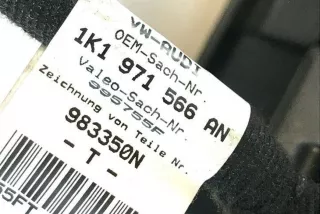 VW-AUDI
OEM-Sach-Nr.
1K1 971 566 AN
Valeo-Sach-Nr.
995755F
Zeichnung von Teile Nr.
983350N
- T -